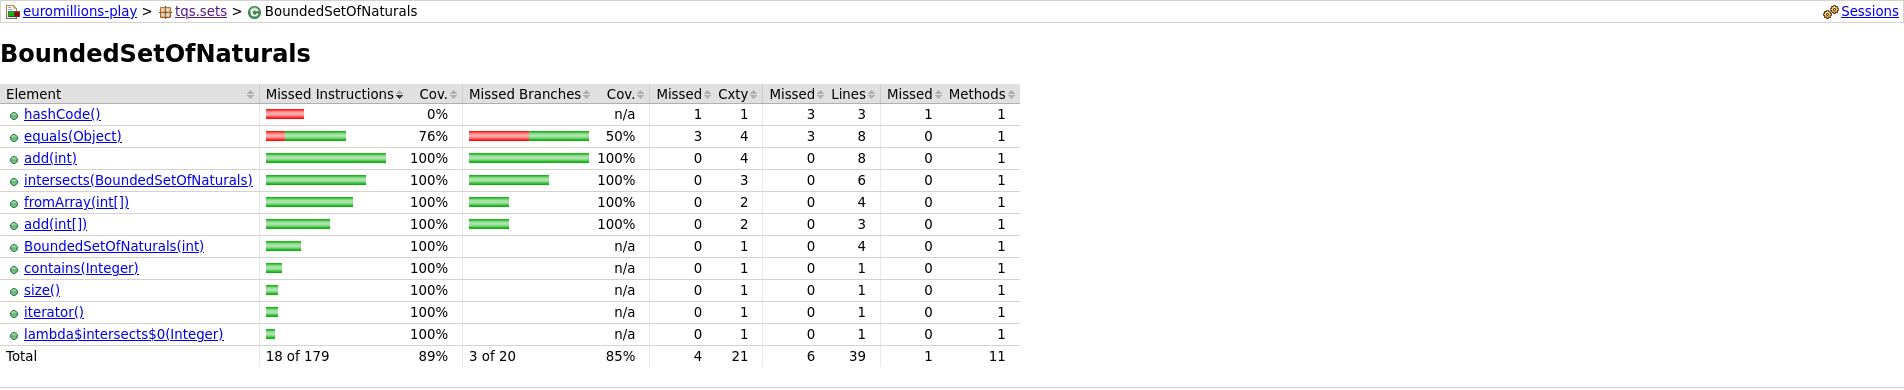 euromillions-play > tqs.sets > BoundedSetOfNaturals Sessions
BoundedSetOfNaturals
Element Missed Instructions Cov. Missed Branches Cov. Missed Cxty Missed Lines Missed Methods
hashCode() 0% n/a 1 1 3 3 1 1
equals(Object) 76% 50% 3 4 3 8 0 1
add(int) 100% 100% 0 4 0 8 0 1
intersects(BoundedSetOfNaturals) 100% 100% 0 3 0 6 0 1
fromArray(int[]) 100% 100% 0 2 0 4 0 1
add(int[]) 100% 100% 0 2 0 3 0 1
BoundedSetOfNaturals(int) 100% n/a 0 1 0 4 0 1
contains(Integer) 100% n/a 0 1 0 1 0 1
size() 100% n/a 0 1 0 1 0 1
iterator() 100% n/a 0 1 0 1 0 1
lambda$intersects$0(Integer) 100% n/a 0 1 0 1 0 1
Total 18 of 179 89% 3 of 20 85% 4 21 6 39 1 11